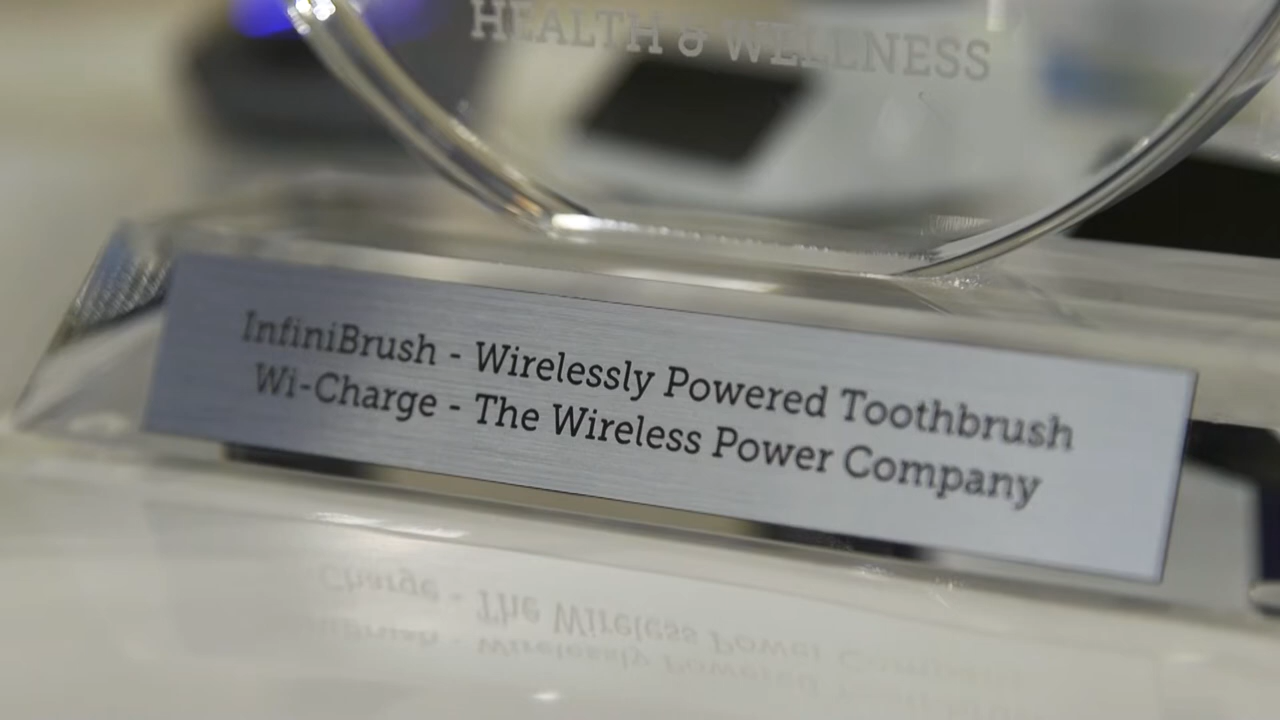 HEALTH & WELLNESS
InfiniBrush - Wirelessly Powered Toothbrush
Wi-Charge - The Wireless Power Company